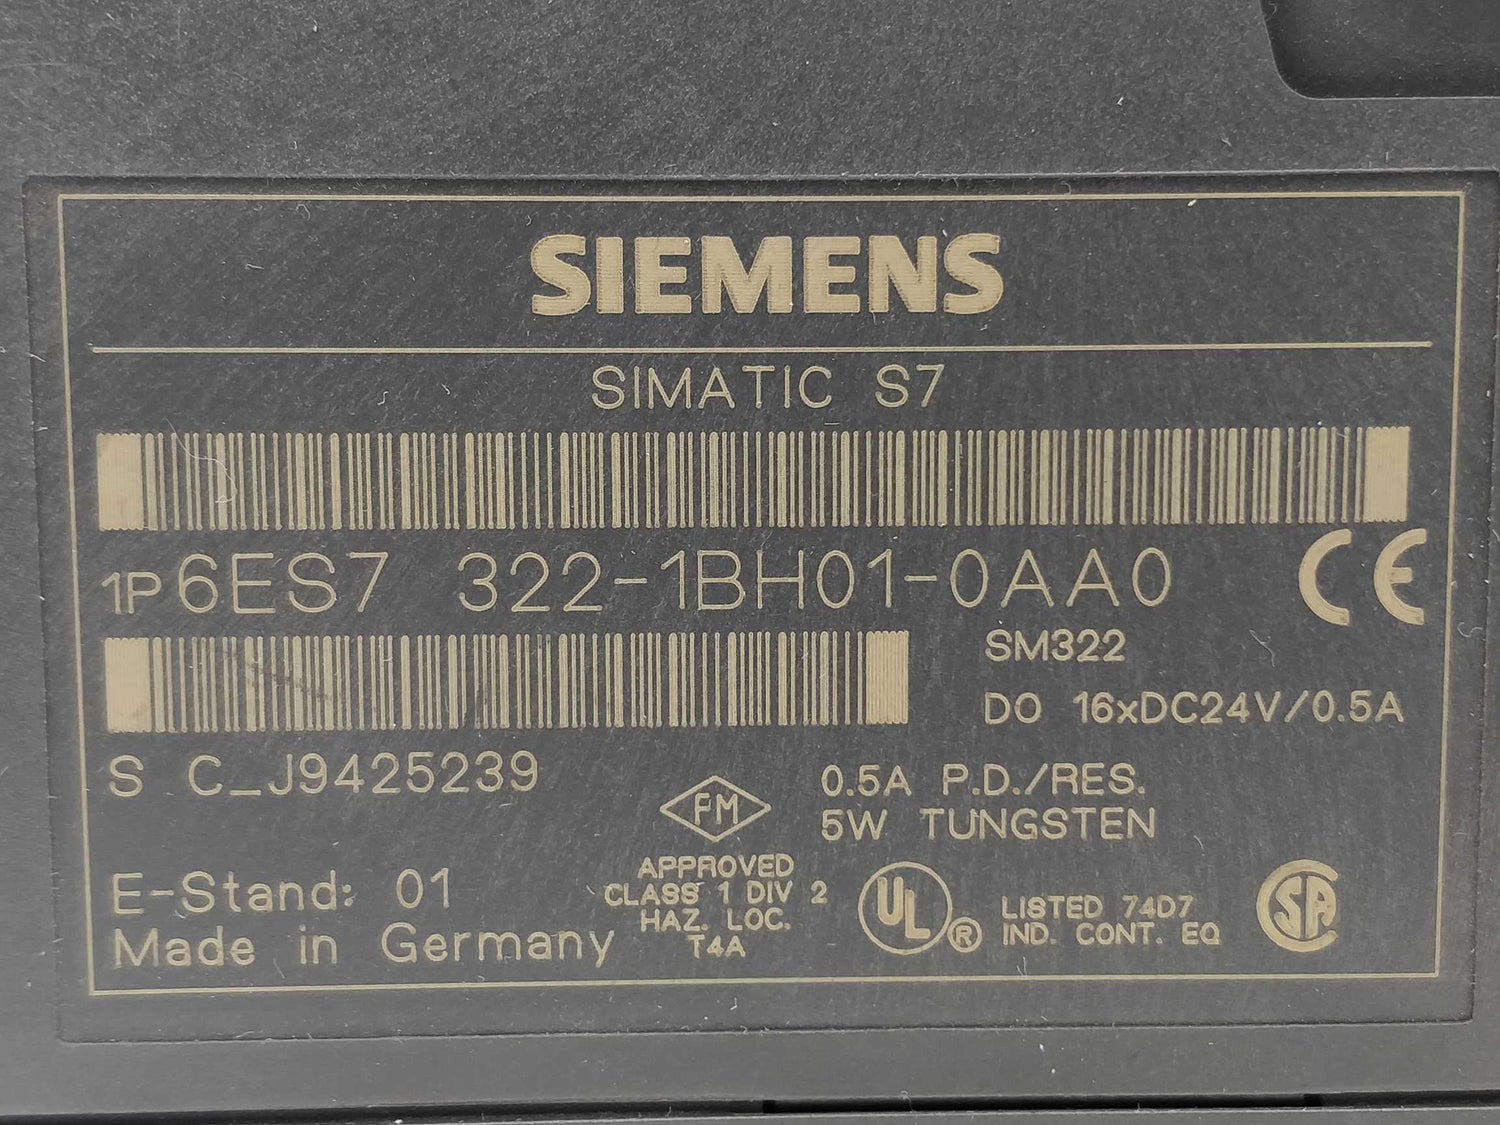 SIEMENS
SIMATIC S7
1P 6ES7 322-1BH01-0AA0 CE
SM322
DO 16xDC24V/0.5A
S C_J9425239
0.5A P.D./RES.
5W TUNGSTEN
FM
APPROVED
CLASS 1 DIV 2
HAZ. LOC.
T4A
E-Stand: 01
Made in Germany
UL ®
LISTED 74D7
IND. CONT. EQ
SA